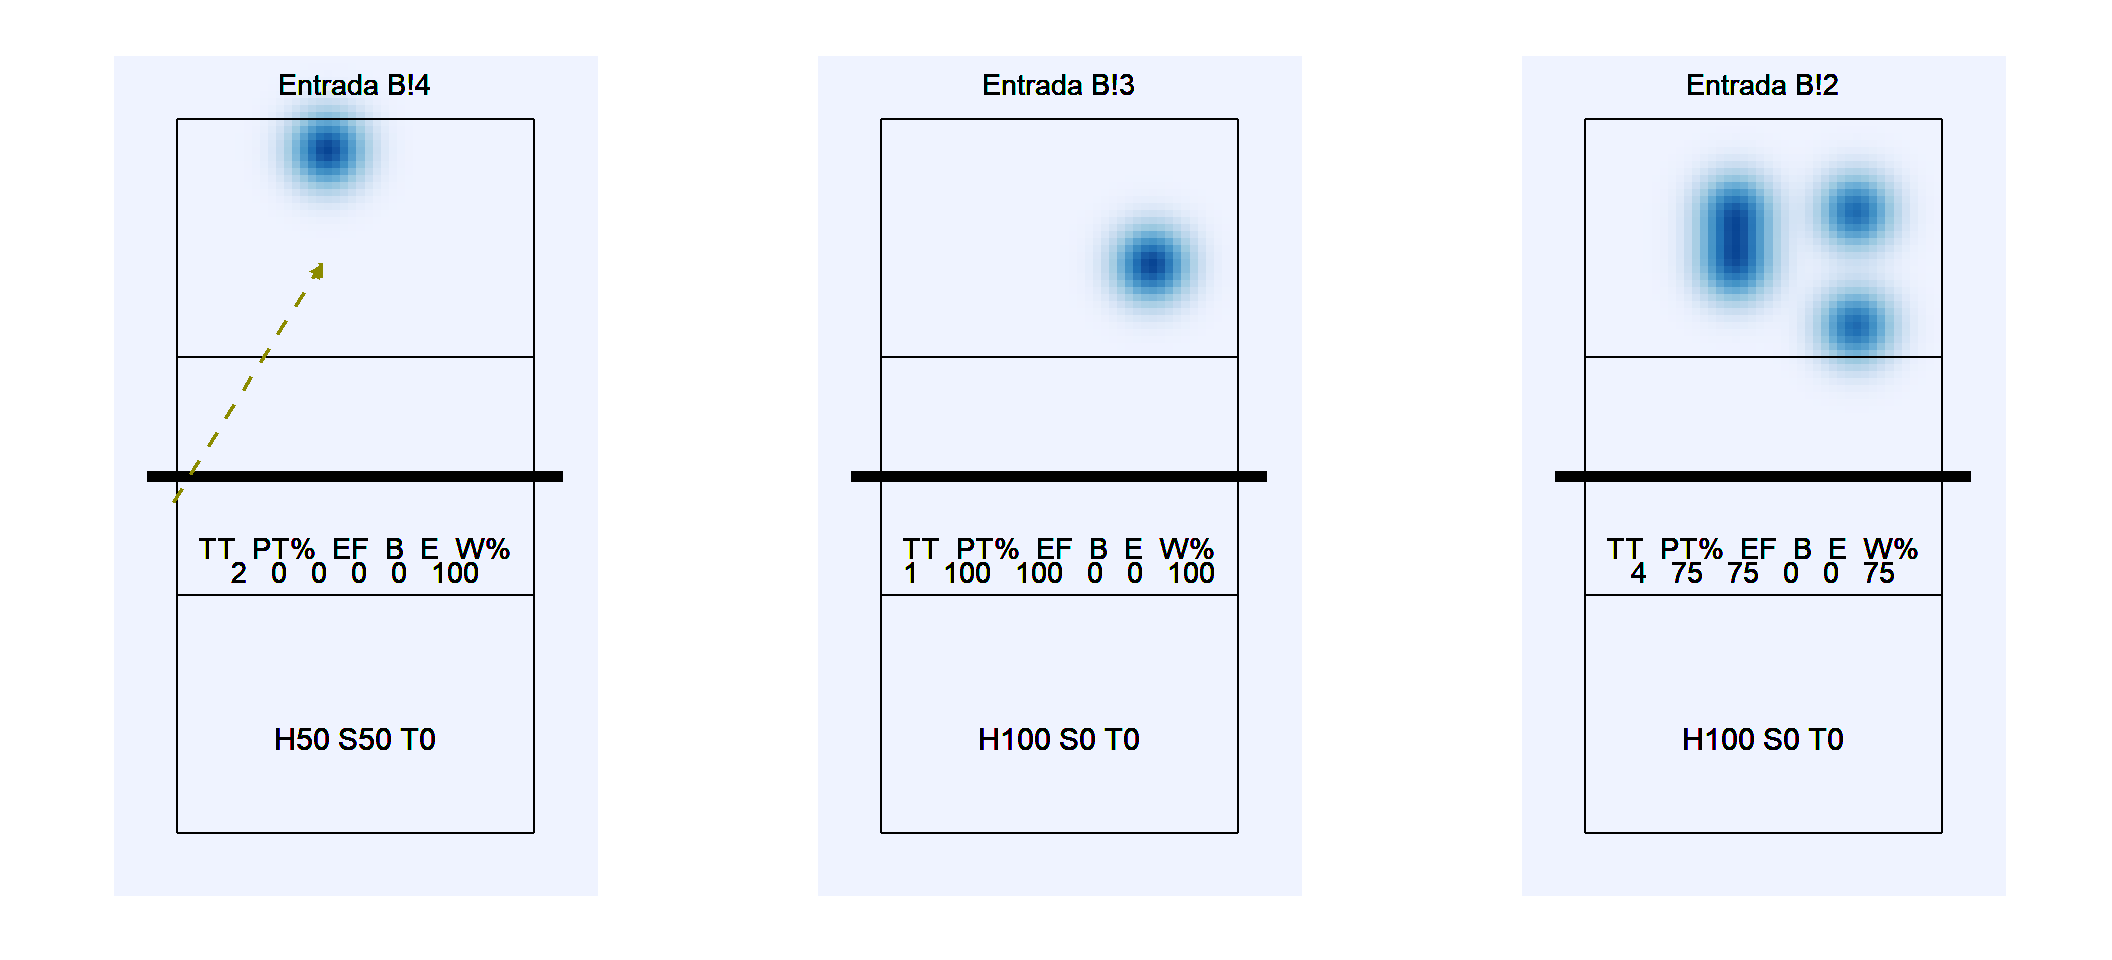 Entrada B!4
TT PT% EF B E W%
2 0 0 0 0 100
H50 S50 T0
Entrada B!3
TT PT% EF B E W%
1 100 100 0 0 100
H100 S0 T0
Entrada B!2
TT PT% EF B E W%
4 75 75 0 0 75
H100 S0 T0